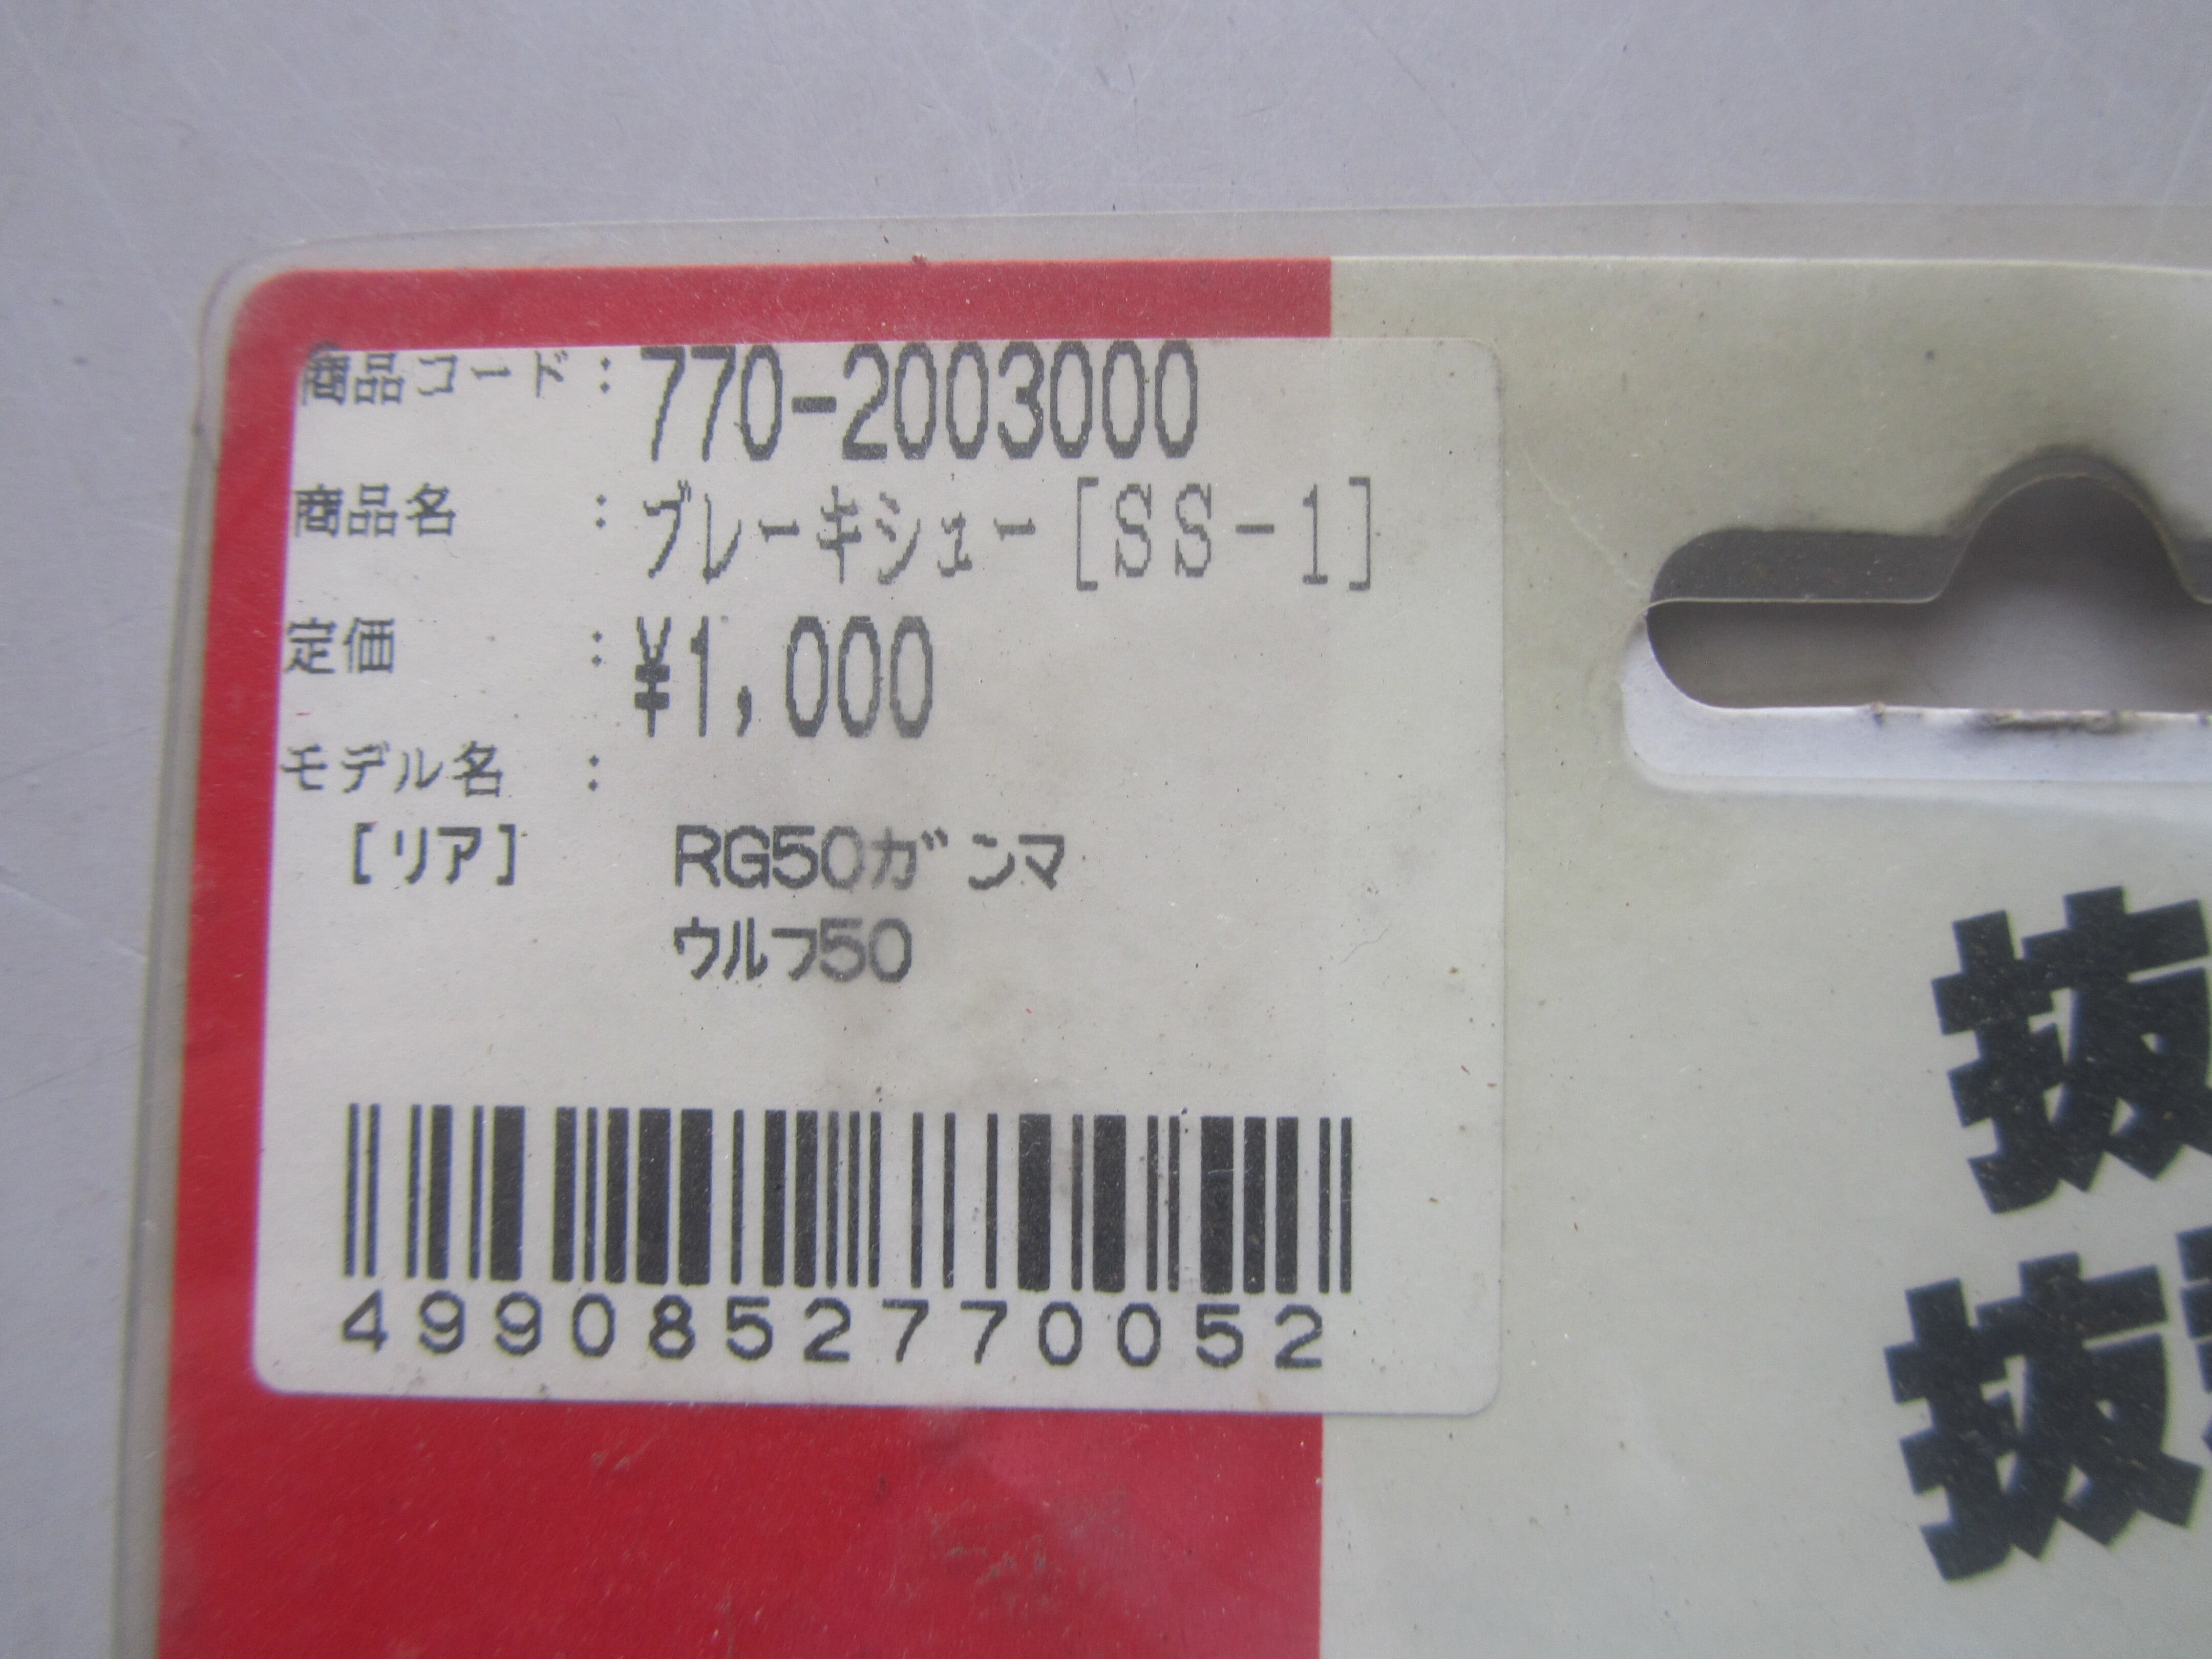 商品コード : 770-2003000
商品名 : ブレーキシュー[SS-1]
定価 : ¥1,000
モデル名 :
[リア] RG50ガンマ
ウルフ50
4990852770052
抜
抜